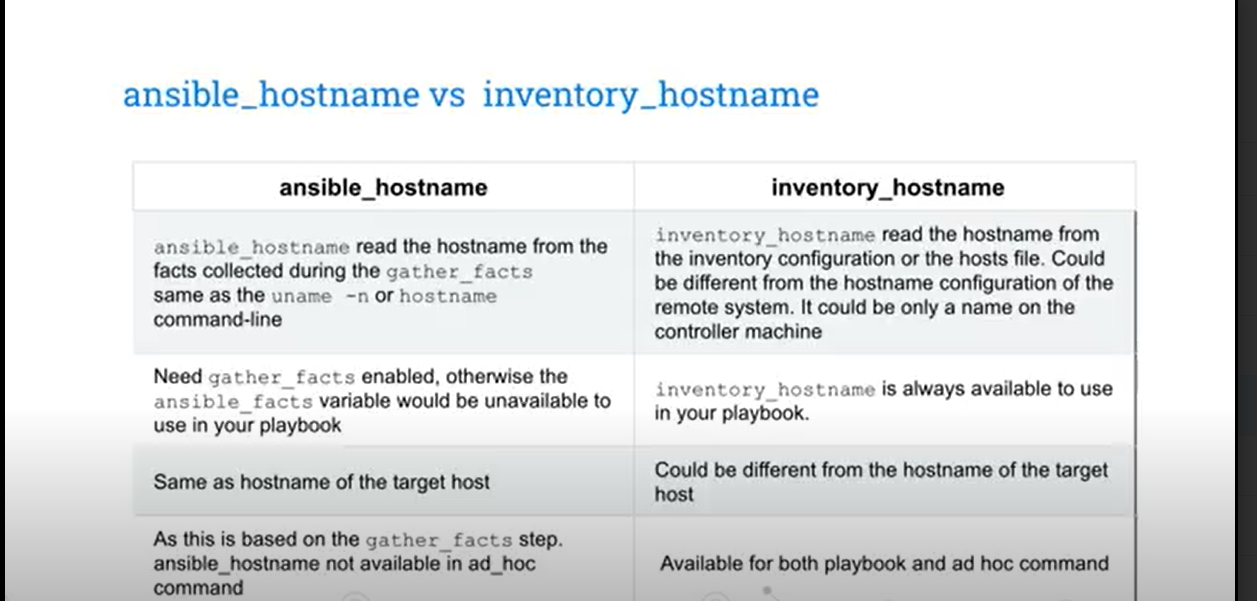 ansible_hostname vs inventory_hostname
ansible_hostname
inventory_hostname
ansible_hostname read the hostname from the
facts collected during the gather_facts
same as the uname -n or hostname
command-line
inventory_hostname read the hostname from
the inventory configuration or the hosts file. Could
be different from the hostname configuration of the
remote system. It could be only a name on the
controller machine
Need gather_facts enabled, otherwise the
ansible_facts variable would be unavailable to
use in your playbook
inventory_hostname is always available to use
in your playbook.
Same as hostname of the target host
Could be different from the hostname of the target
host
As this is based on the gather_facts step.
ansible_hostname not available in ad_hoc
command
Available for both playbook and ad hoc command